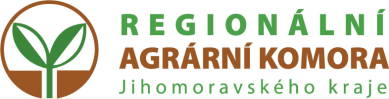 REGIONÁLNÍ
AGRÁRNÍ KOMORA
Jihomoravského kraje